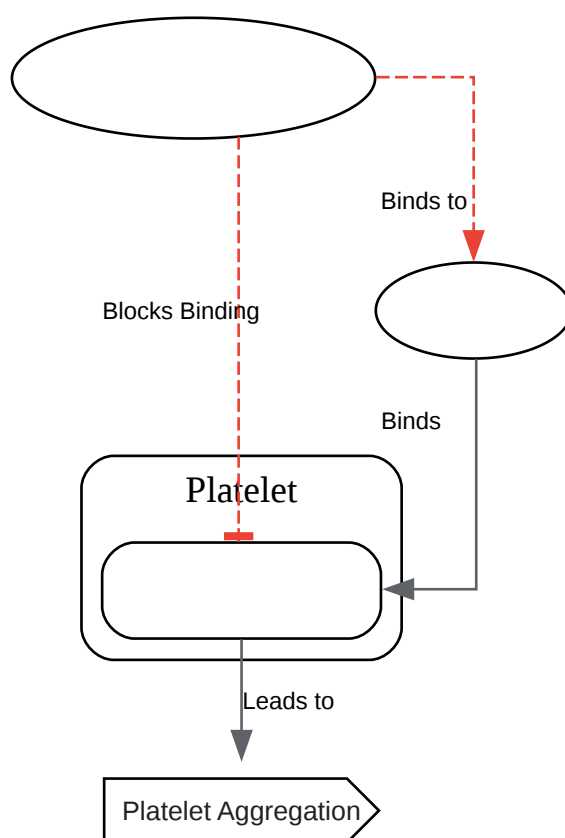 Binds to
Blocks Binding
Binds
Platelet
Leads to
Platelet Aggregation